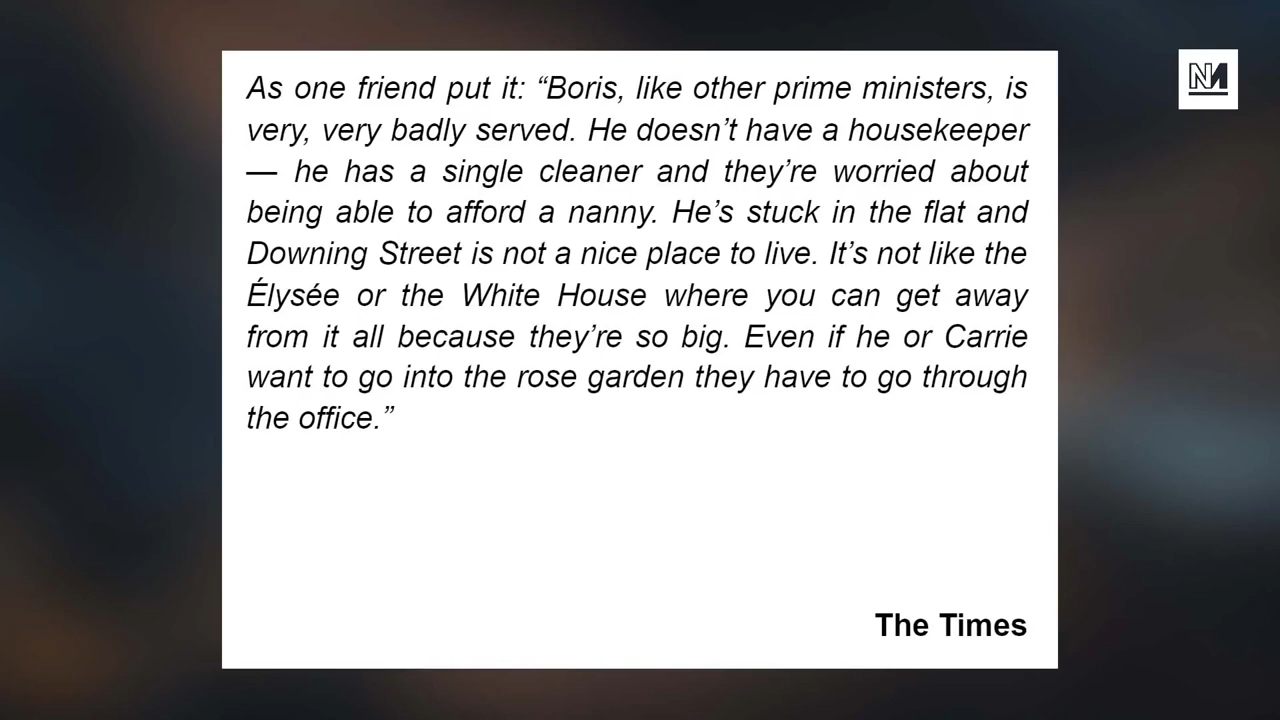 As one friend put it: “Boris, like other prime ministers, is
very, very badly served. He doesn’t have a housekeeper
— he has a single cleaner and they’re worried about
being able to afford a nanny. He’s stuck in the flat and
Downing Street is not a nice place to live. It’s not like the
Élysée or the White House where you can get away
from it all because they’re so big. Even if he or Carrie
want to go into the rose garden they have to go through
the office.”
The Times
NM